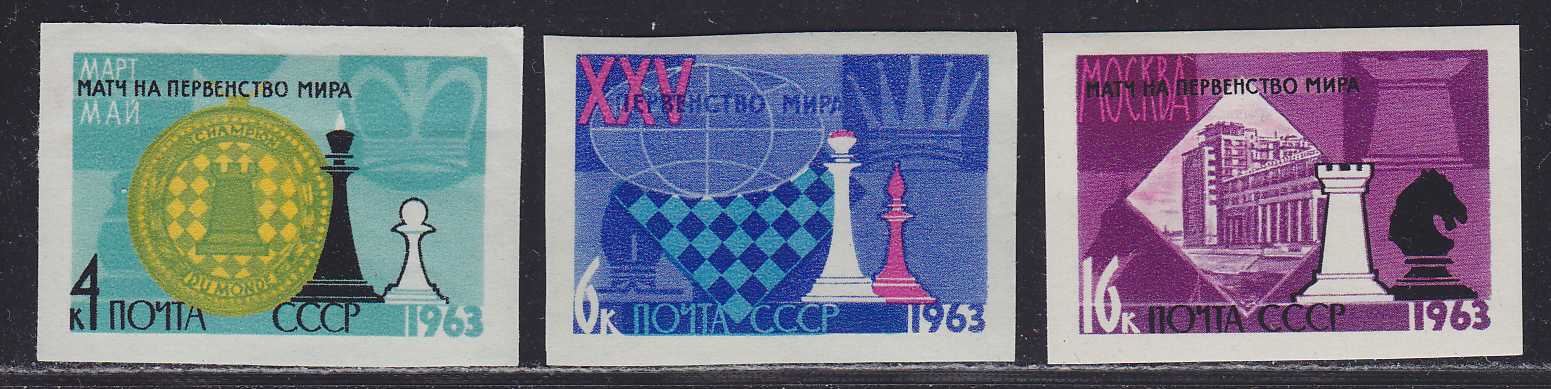 МАРТ
МАТЧ НА ПЕРВЕНСТВО МИРА
МАЙ
CHAMPION
DU MONDE
4 к ПОЧТА СССР 1963
XXV
ПЕРВЕНСТВО МИРА
6к ПОЧТА СССР 1963
МОСКВА
МАТЧ НА ПЕРВЕНСТВО МИРА
16к ПОЧТА СССР 1963